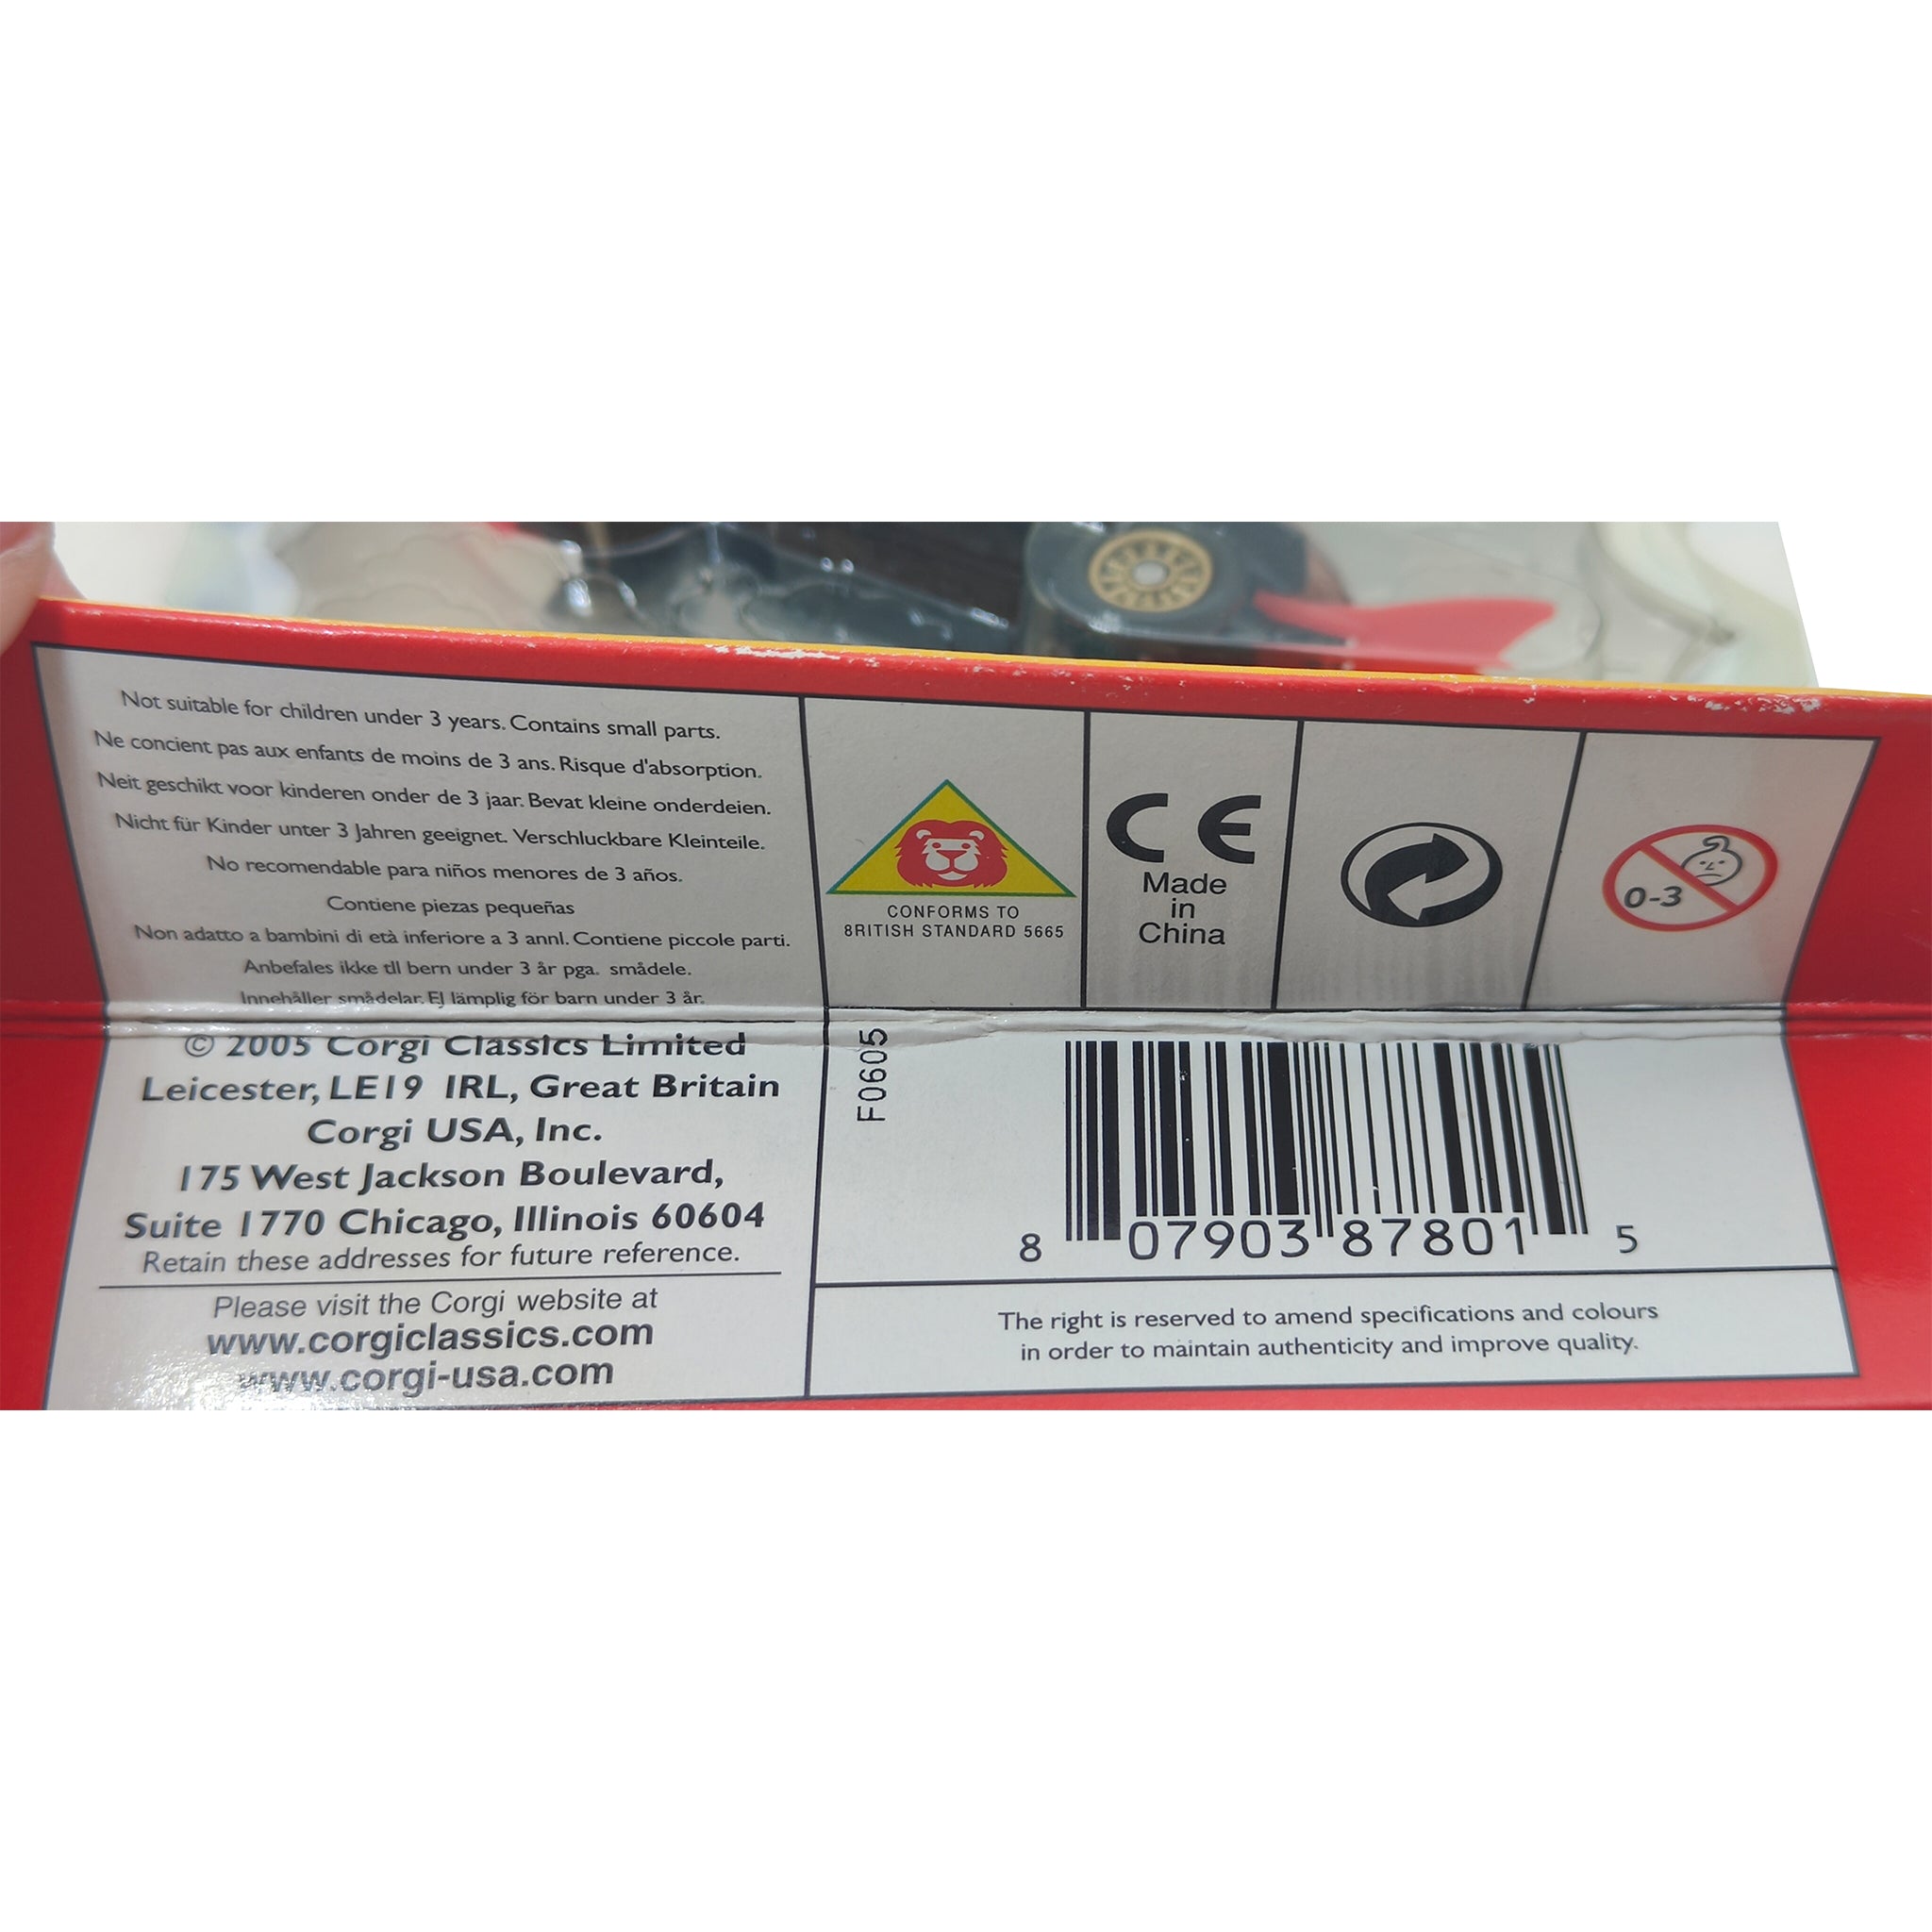 Not suitable for children under 3 years. Contains small parts.
Ne concient pas aux enfants de moins de 3 ans. Risque d'absorption.
Neit geschikt voor kinderen onder de 3 jaar. Bevat kleine onderdeien.
Nicht für Kinder unter 3 Jahren geeignet. Verschluckbare Kleinteile.
No recomendable para niños menores de 3 años.
Contiene piezas pequeñas
Non adatto a bambini di età inferiore a 3 annl. Contiene piccole parti.
Anbefales ikke tll bern under 3 år pga. smådele.
Innehåller smådelar. EJ lämplig för barn under 3 år.
CONFORMS TO
8RITISH STANDARD 5665
CE
Made
in
China
0-3
© 2005 Corgi Classics Limited
Leicester, LE19 IRL, Great Britain
Corgi USA, Inc.
175 West Jackson Boulevard,
Suite 1770 Chicago, Illinois 60604
Retain these addresses for future reference.
Please visit the Corgi website at
www.corgiclassics.com
www.corgi-usa.com
F0605
8 07903 87801 5
The right is reserved to amend specifications and colours
in order to maintain authenticity and improve quality.